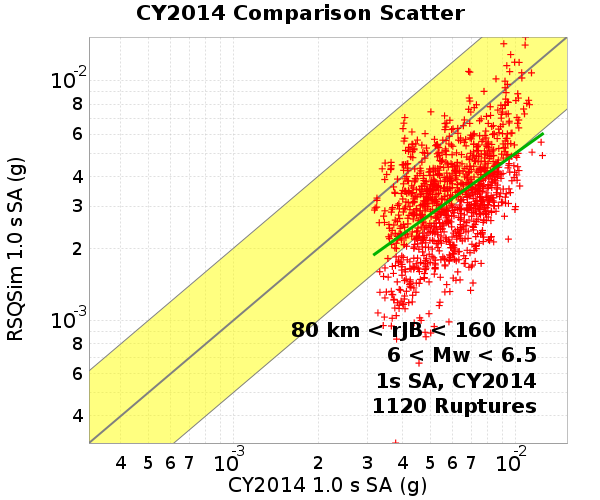 CY2014 Comparison Scatter
RSQSim 1.0 s SA (g)
10-2
8
6
4
3
2
10-3
8
6
4
80 km < rJB < 160 km
6 < Mw < 6.5
1s SA, CY2014
1120 Ruptures
4 5 6 7 10-3 2 3 4 5 6 7 10-2
CY2014 1.0 s SA (g)